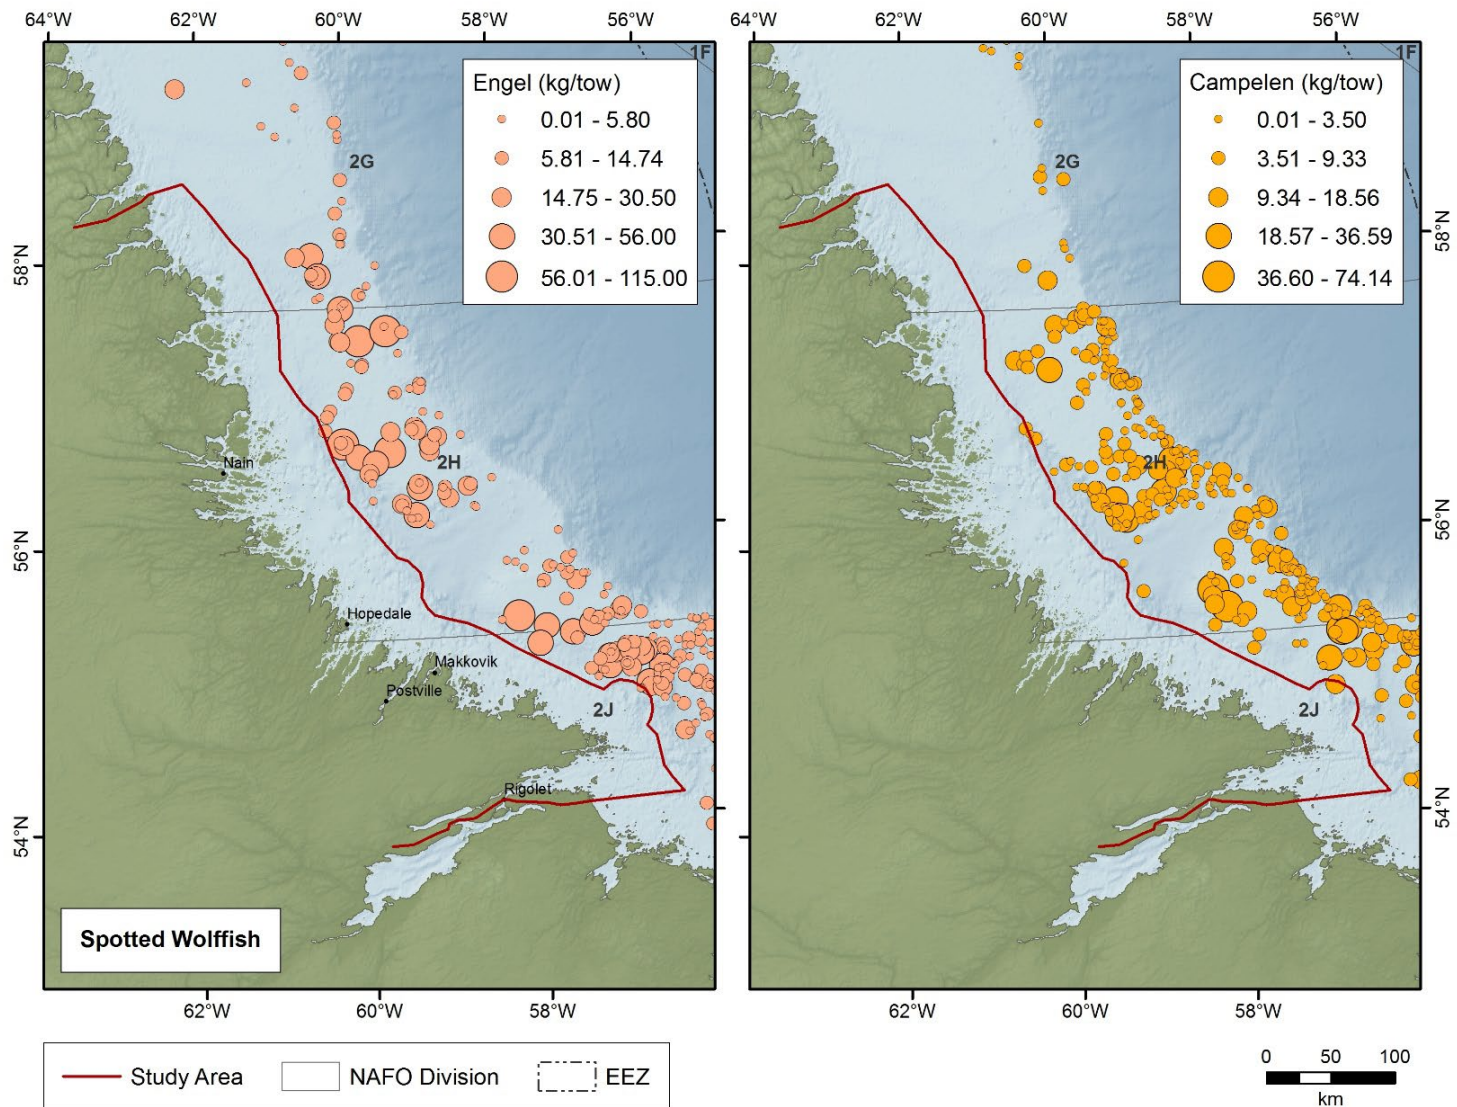 64°W 62°W 60°W 58°W 56°W
64°W 62°W 60°W 58°W 56°W
1F
Engel (kg/tow)
0.01 - 5.80
5.81 - 14.74
14.75 - 30.50
30.51 - 56.00
56.01 - 115.00
Campelen (kg/tow)
0.01 - 3.50
3.51 - 9.33
9.34 - 18.56
18.57 - 36.59
36.60 - 74.14
1F
2G
2G
58°N
58°N
2H
2H
Nain
56°N
56°N
Hopedale
Makkovik
Postville
2J
2J
Rigolet
54°N
54°N
Spotted Wolffish
62°W 60°W 58°W
62°W 60°W 58°W
Study Area
NAFO Division
EEZ
0 50 100
km